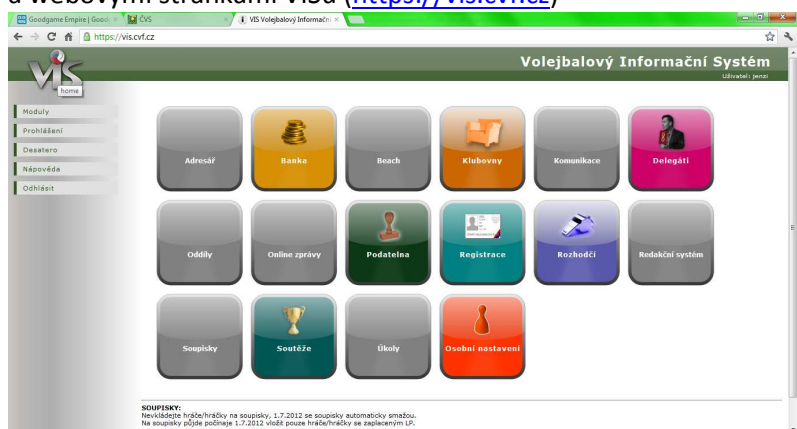 a webovými stránkami VISu (https://vis.cvf.cz)
Goodgame Empire | Good
ČVS
VIS Volejbalový Informační
https://vis.cvf.cz
VIS
Volejbalový Informační Systém
Uživatel: jenzi
home
Moduly
Prohlášení
Desatero
Nápověda
Odhlásit
Adresář Banka Beach Klubovny Komunikace Delegáti
Oddíly Online zprávy Podatelna Registrace Rozhodčí Redakční systém
Soupisky Soutěže Úkoly Osobní nastavení
SOUPISKY:
Nevkládejte hráče/hráčky na soupisky, 1.7.2012 se soupisky automaticky smažou.
Na soupisky půjde počínaje 1.7.2012 vložit pouze hráče/hráčky se zaplaceným LP.